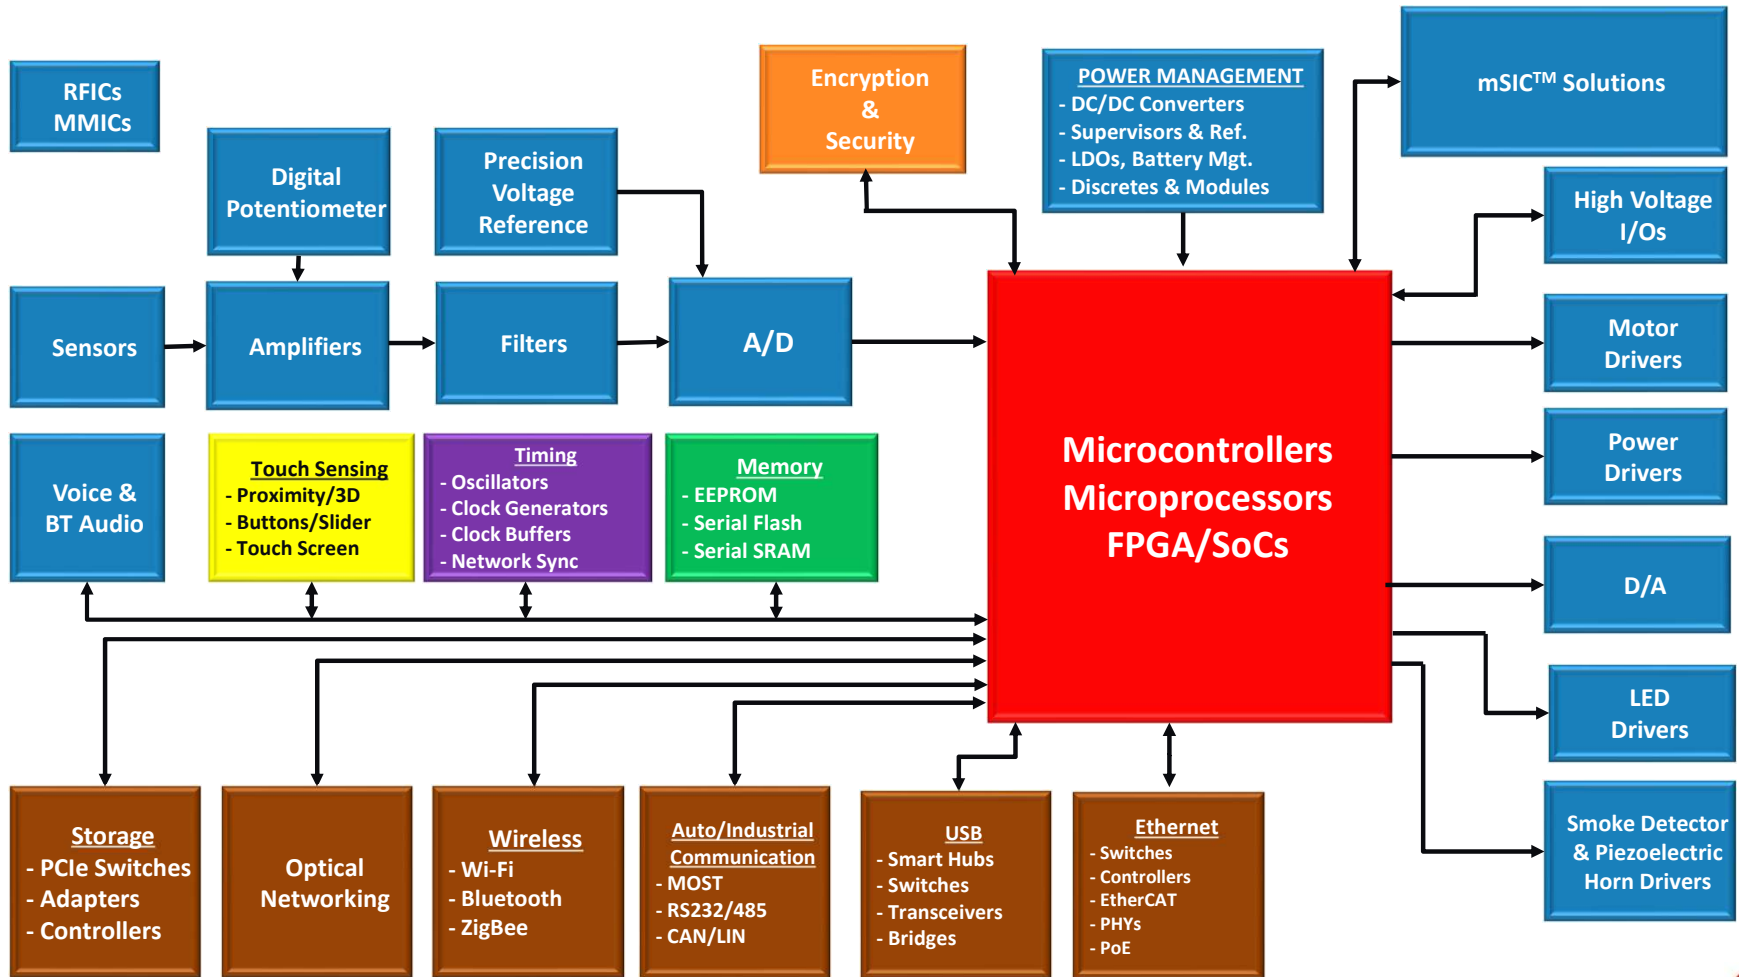 RFICs
MMICs
Digital
Potentiometer
Precision
Voltage
Reference
Encryption
&
Security
POWER MANAGEMENT
- DC/DC Converters
- Supervisors & Ref.
- LDOs, Battery Mgt.
- Discretes & Modules
mSIC™ Solutions
High Voltage
I/Os
Sensors
Amplifiers
Filters
A/D
Motor
Drivers
Microcontrollers
Microprocessors
FPGA/SoCs
Power
Drivers
Voice &
BT Audio
Touch Sensing
- Proximity/3D
- Buttons/Slider
- Touch Screen
Timing
- Oscillators
- Clock Generators
- Clock Buffers
- Network Sync
Memory
- EEPROM
- Serial Flash
- Serial SRAM
D/A
LED
Drivers
Storage
- PCIe Switches
- Adapters
- Controllers
Optical
Networking
Wireless
- Wi-Fi
- Bluetooth
- ZigBee
Auto/Industrial
Communication
- MOST
- RS232/485
- CAN/LIN
USB
- Smart Hubs
- Switches
- Transceivers
- Bridges
Ethernet
- Switches
- Controllers
- EtherCAT
- PHYs
- PoE
Smoke Detector
& Piezoelectric
Horn Drivers